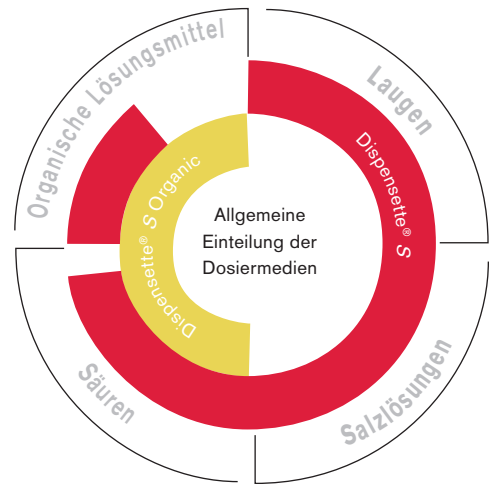 Organische Lösungsmittel
Laugen
Dispensette® S
Dispensette® S Organic
Allgemeine
Einteilung der
Dosiermedien
Säuren
Salzlösungen